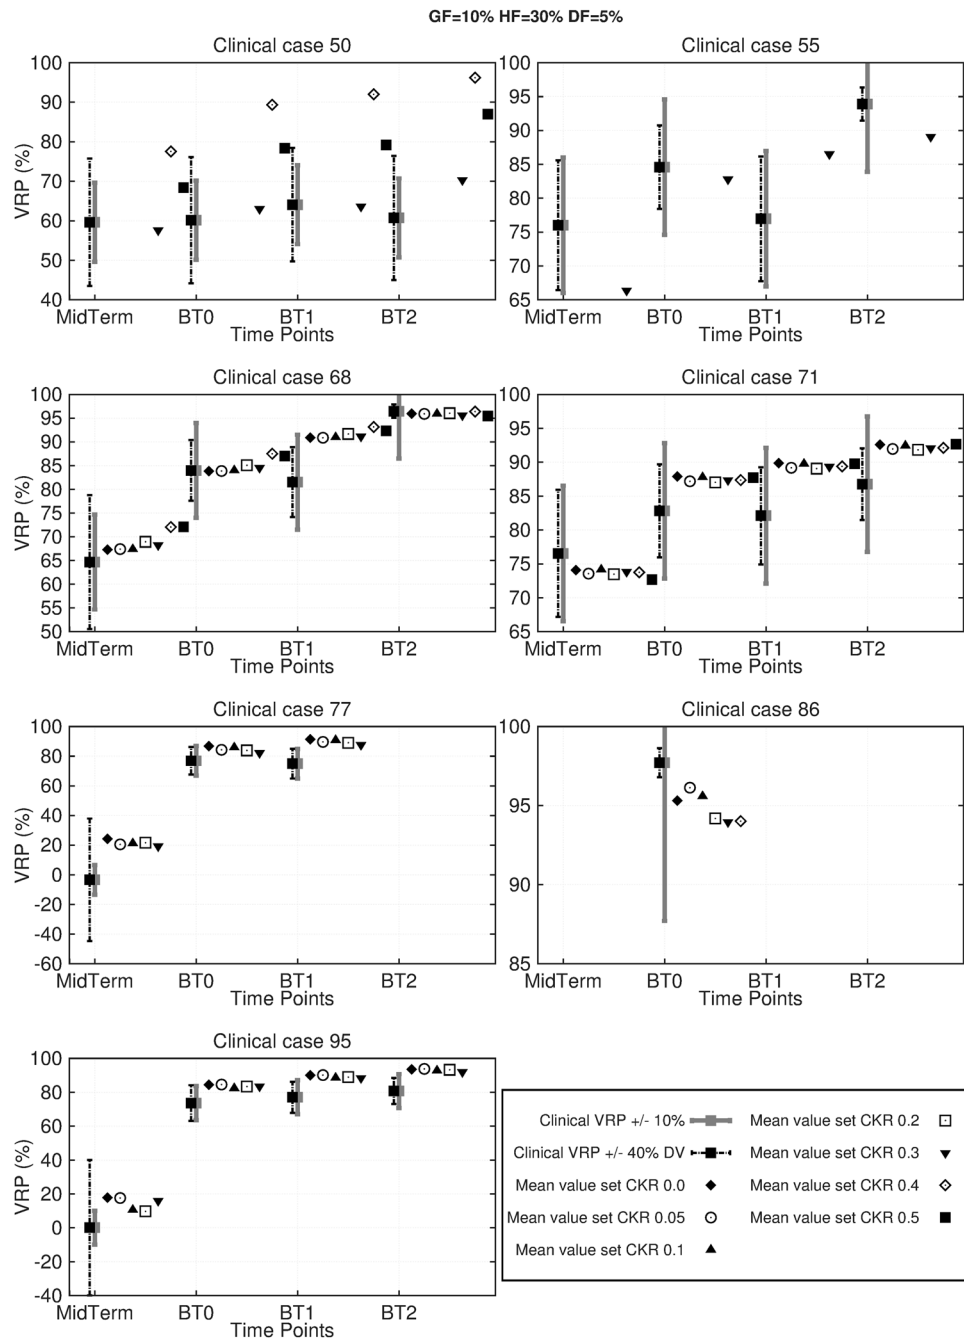 GF=10% HF=30% DF=5%
Clinical case 50
100
90
80
70
60
50
40
VRP (%)
MidTerm BT0 BT1 BT2
Time Points
Clinical case 55
100
95
90
85
80
75
70
65
MidTerm BT0 BT1 BT2
Time Points
Clinical case 68
100
95
90
85
80
75
70
65
60
55
50
VRP (%)
MidTerm BT0 BT1 BT2
Time Points
Clinical case 71
100
95
90
85
80
75
70
65
MidTerm BT0 BT1 BT2
Time Points
Clinical case 77
100
80
60
40
20
0
-20
-40
-60
VRP (%)
MidTerm BT0 BT1 BT2
Time Points
Clinical case 86
100
95
90
85
MidTerm BT0 BT1 BT2
Time Points
Clinical case 95
100
80
60
40
20
0
-20
-40
VRP (%)
MidTerm BT0 BT1 BT2
Time Points
Clinical VRP +/- 10%
Clinical VRP +/- 40% DV
Mean value set CKR 0.0
Mean value set CKR 0.05
Mean value set CKR 0.1
Mean value set CKR 0.2
Mean value set CKR 0.3
Mean value set CKR 0.4
Mean value set CKR 0.5